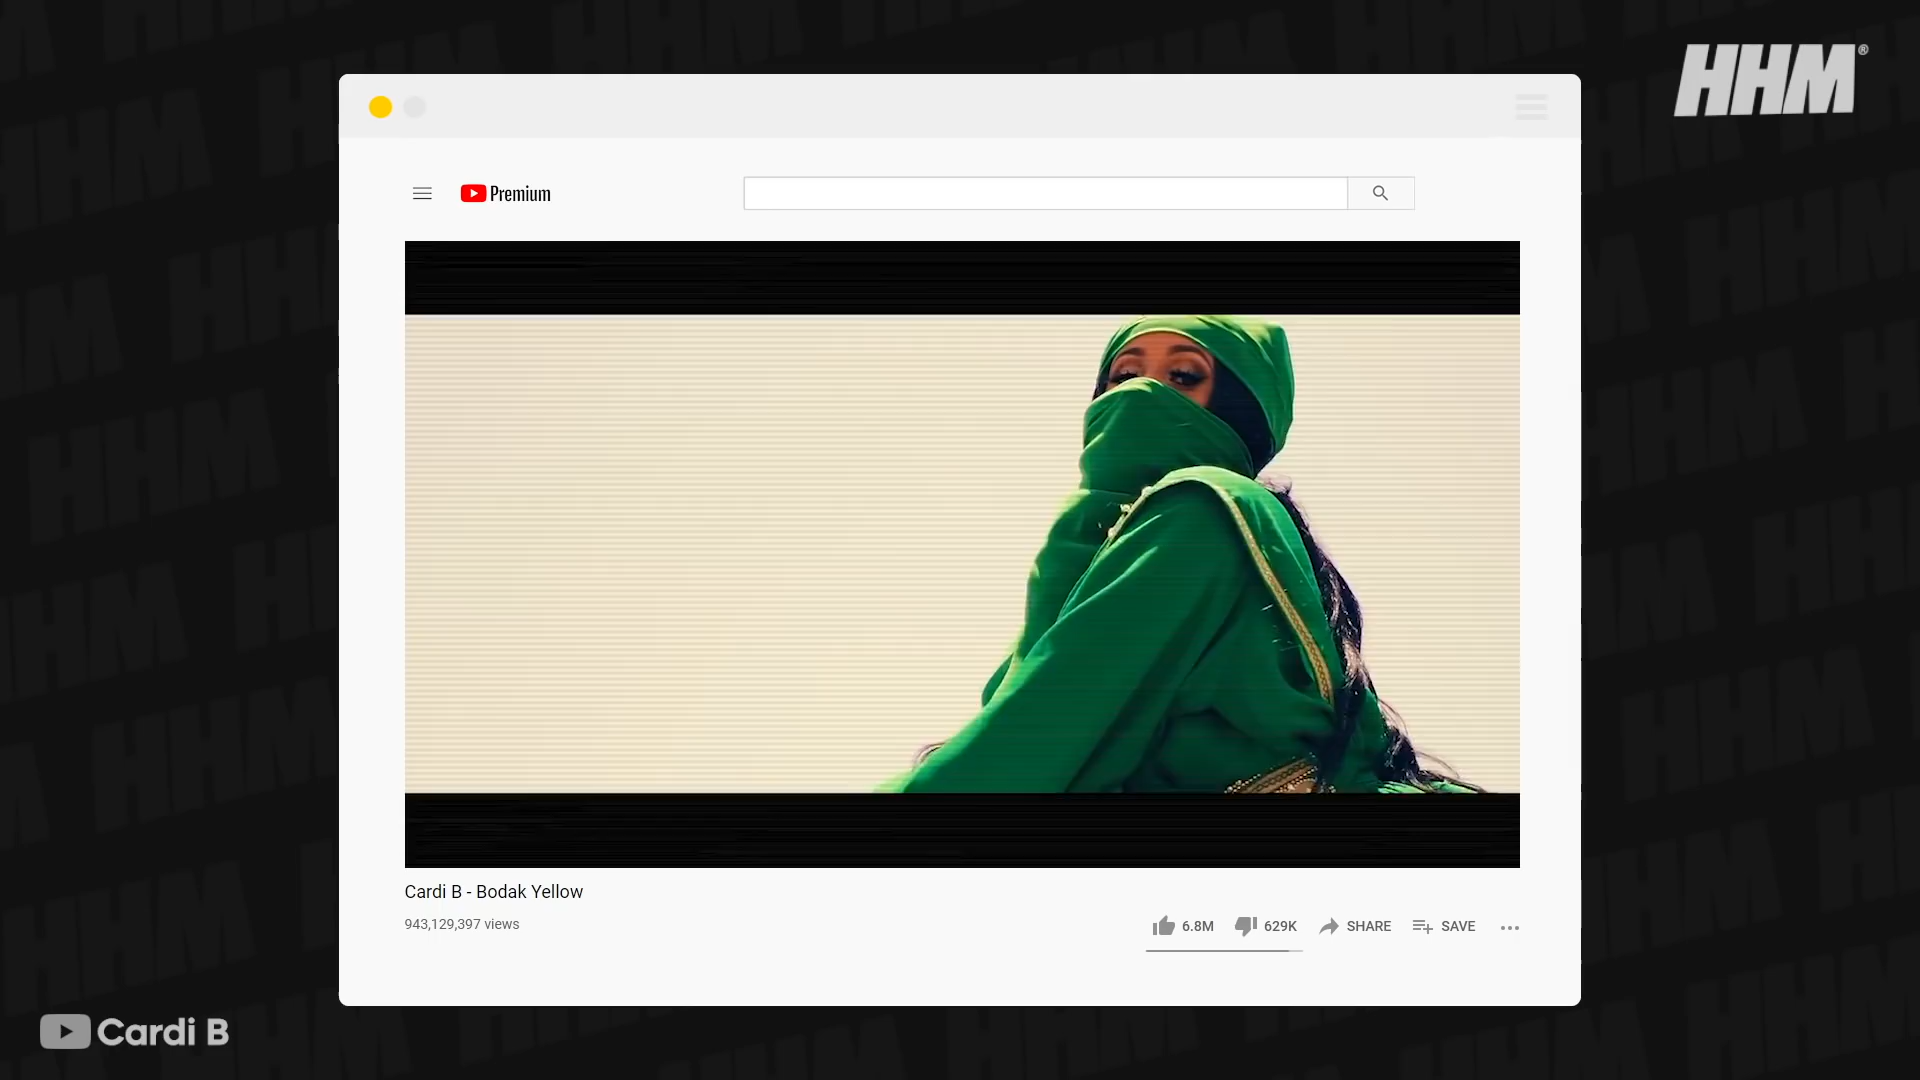 HHM®
Premium
Cardi B - Bodak Yellow
943,129,397 views
6.8M
629K
SHARE
SAVE
Cardi B